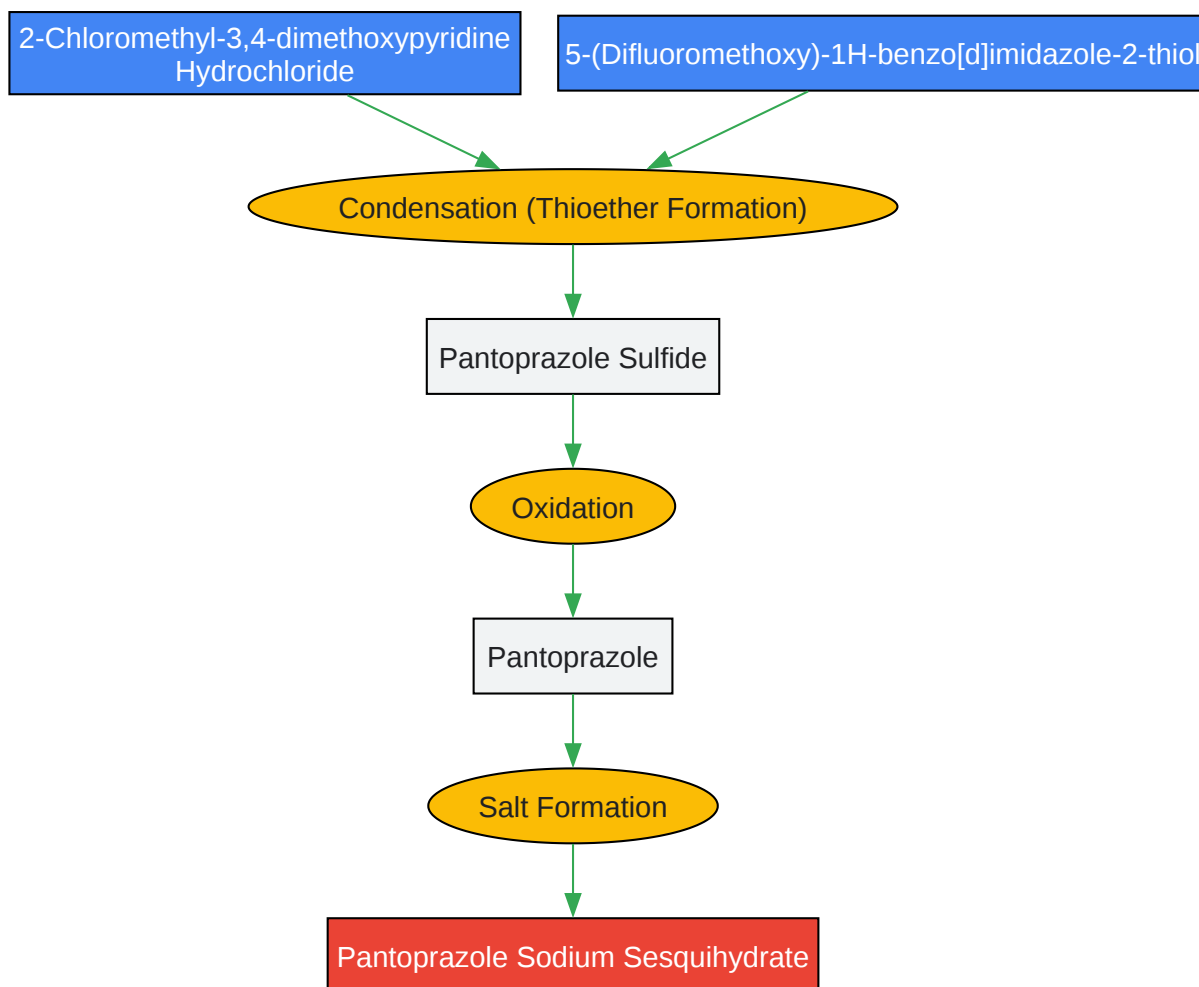 2-Chloromethyl-3,4-dimethoxypyridine
Hydrochloride
5-(Difluoromethoxy)-1H-benzo[d]imidazole-2-thiol
Condensation (Thioether Formation)
Pantoprazole Sulfide
Oxidation
Pantoprazole
Salt Formation
Pantoprazole Sodium Sesquihydrate